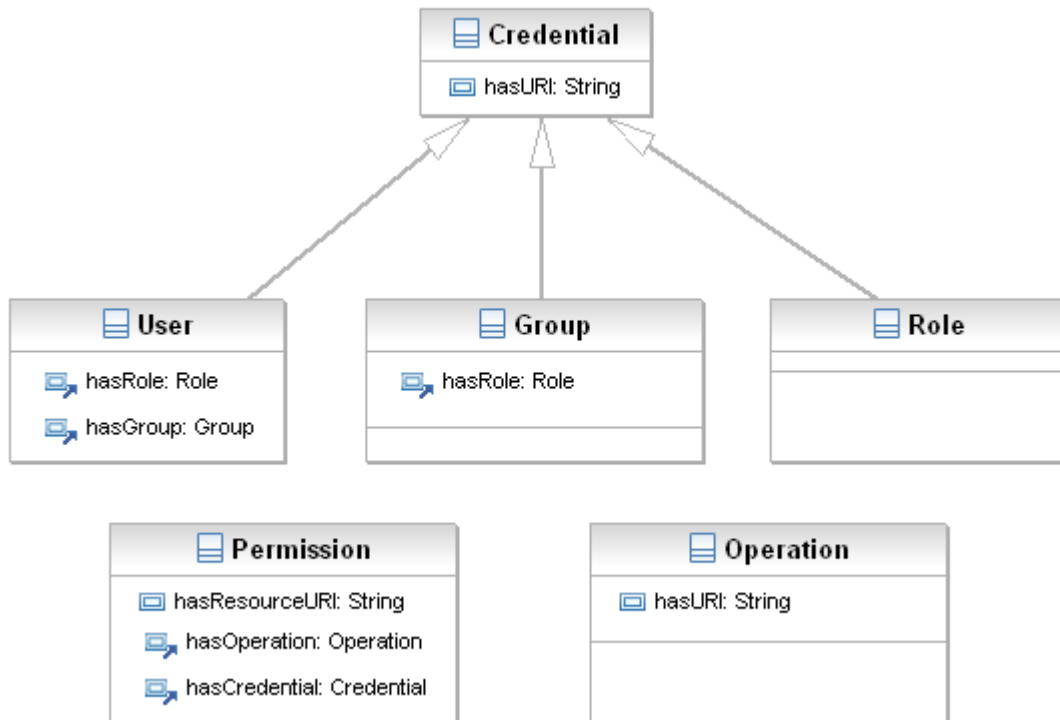 Credential
hasURI: String
User
hasRole: Role
hasGroup: Group
Group
hasRole: Role
Role
Permission
hasResourceURI: String
hasOperation: Operation
hasCredential: Credential
Operation
hasURI: String